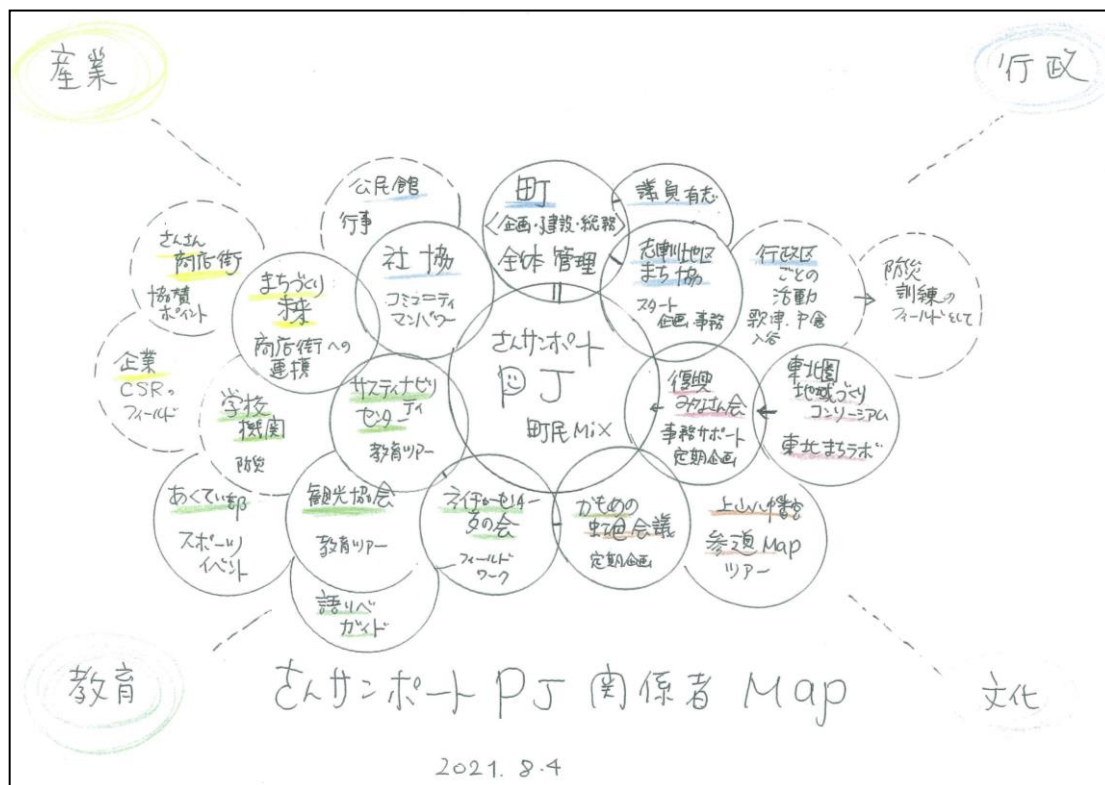 産業
行政
公民館
行事
町
〈企画・建設・総務〉
全体管理
議員有志
さんさん
商店街
協賛
ポイント
まちづくり
未来
商店街への
連携
社協
コミュニティ
マンパワー
志津川地区
まち協
スタート
企画 事務
行政区
ごとの
活動
歌津、戸倉
入谷
防災
訓練の
フィールドとして
企業
CSRの
フィールド
学校
機関
防災
サスティナビリ
ティ
センター
教育ツアー
さんサンポート
PJ
町民MiX
復興
みなさん会
事務サポート
定期企画
東北圏
地域づくり
コンソーシアム
東北まちラボ
あくてぃ部
スポーツ
イベント
観光協会
教育ツアー
ネイチャーセンター
友の会
フィールド
ワーク
かもめの
虹色会議
定期企画
上山八幡宮
参道Map
ツアー
語りべ
ガイド
教育
さんサンポート PJ 関係者 Map
文化
2021.8.4